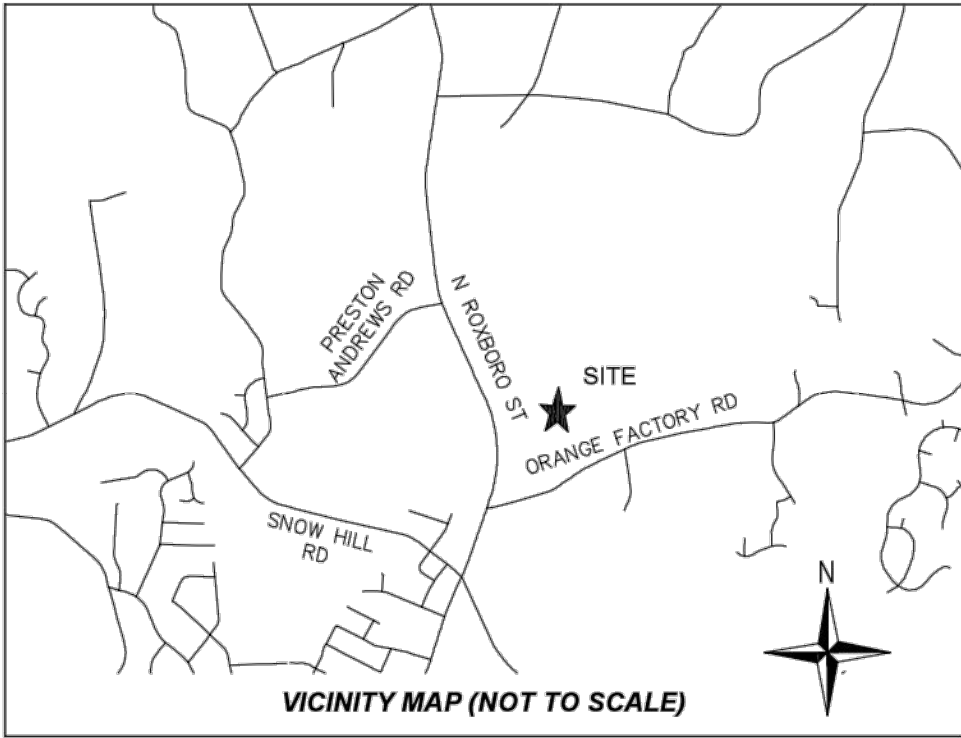 PRESTON
ANDREWS RD
N ROXBORO ST
SITE
ORANGE FACTORY RD
SNOW HILL
RD
N
VICINITY MAP (NOT TO SCALE)